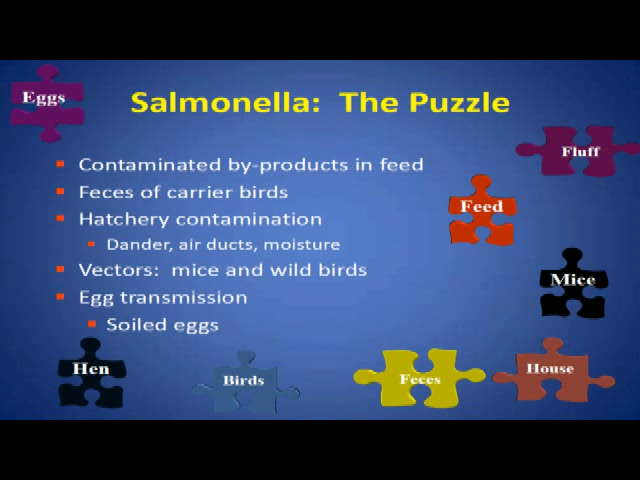 Eggs
Salmonella: The Puzzle
Fluff
Contaminated by-products in feed
Feces of carrier birds
Feed
Hatchery contamination
Dander, air ducts, moisture
Vectors: mice and wild birds
Mice
Egg transmission
Soiled eggs
Hen
Birds
Feces
House